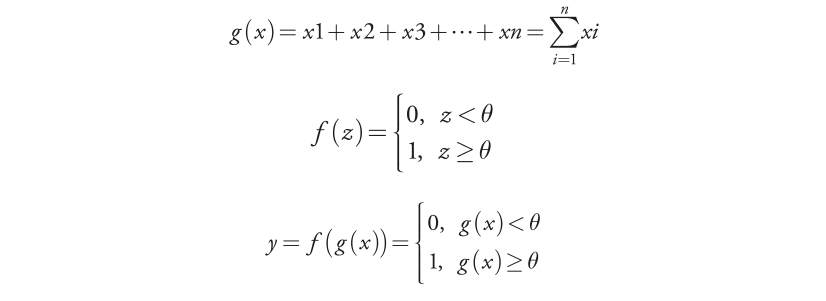 g(x) = x1 + x2 + x3 + ··· + xn = ∑_{i=1}^{n} xi
f(z) = { 0, z < θ
1, z ≥ θ
y = f(g(x)) = { 0, g(x) < θ
1, g(x) ≥ θ